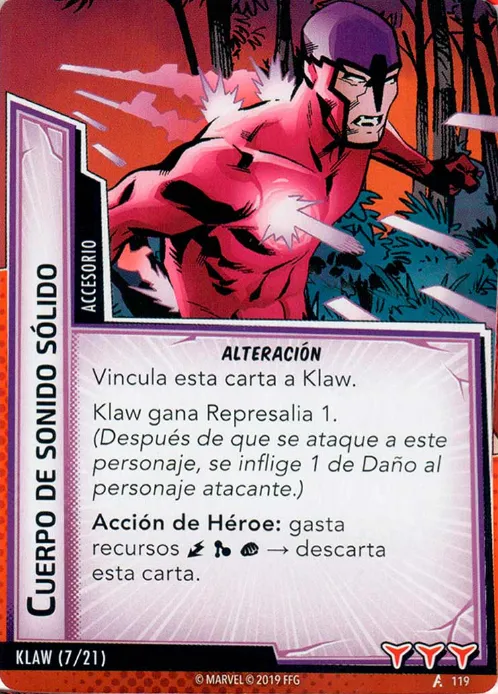 CUERPO DE SONIDO SÓLIDO
ACCESORIO
ALTERACIÓN
Vincula esta carta a Klaw.
Klaw gana Represalia 1.
(Después de que se ataque a este
personaje, se inflige 1 de Daño al
personaje atacante.)
Acción de Héroe: gasta
recursos → descarta
esta carta.
KLAW (7/21)
© MARVEL © 2019 FFG
119